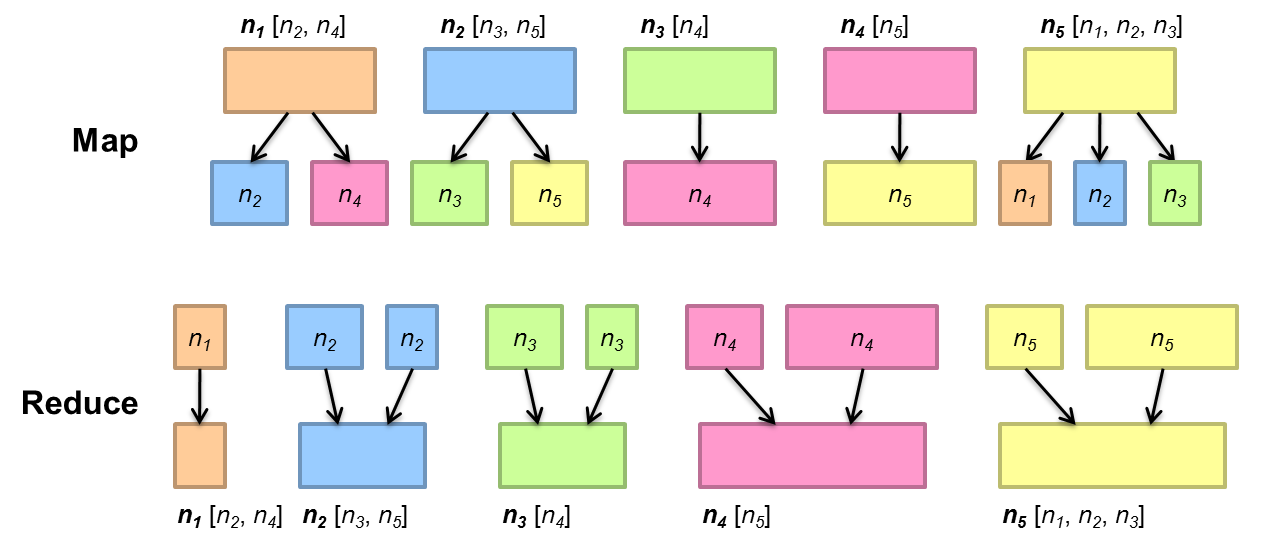 n1 [n2, n4] n2 [n3, n5] n3 [n4] n4 [n5] n5 [n1, n2, n3]
Map
n2 n4 n3 n5 n4 n5 n1 n2 n3
n1 n2 n2 n3 n3 n4 n4 n5 n5
Reduce
n1 [n2, n4] n2 [n3, n5] n3 [n4] n4 [n5] n5 [n1, n2, n3]